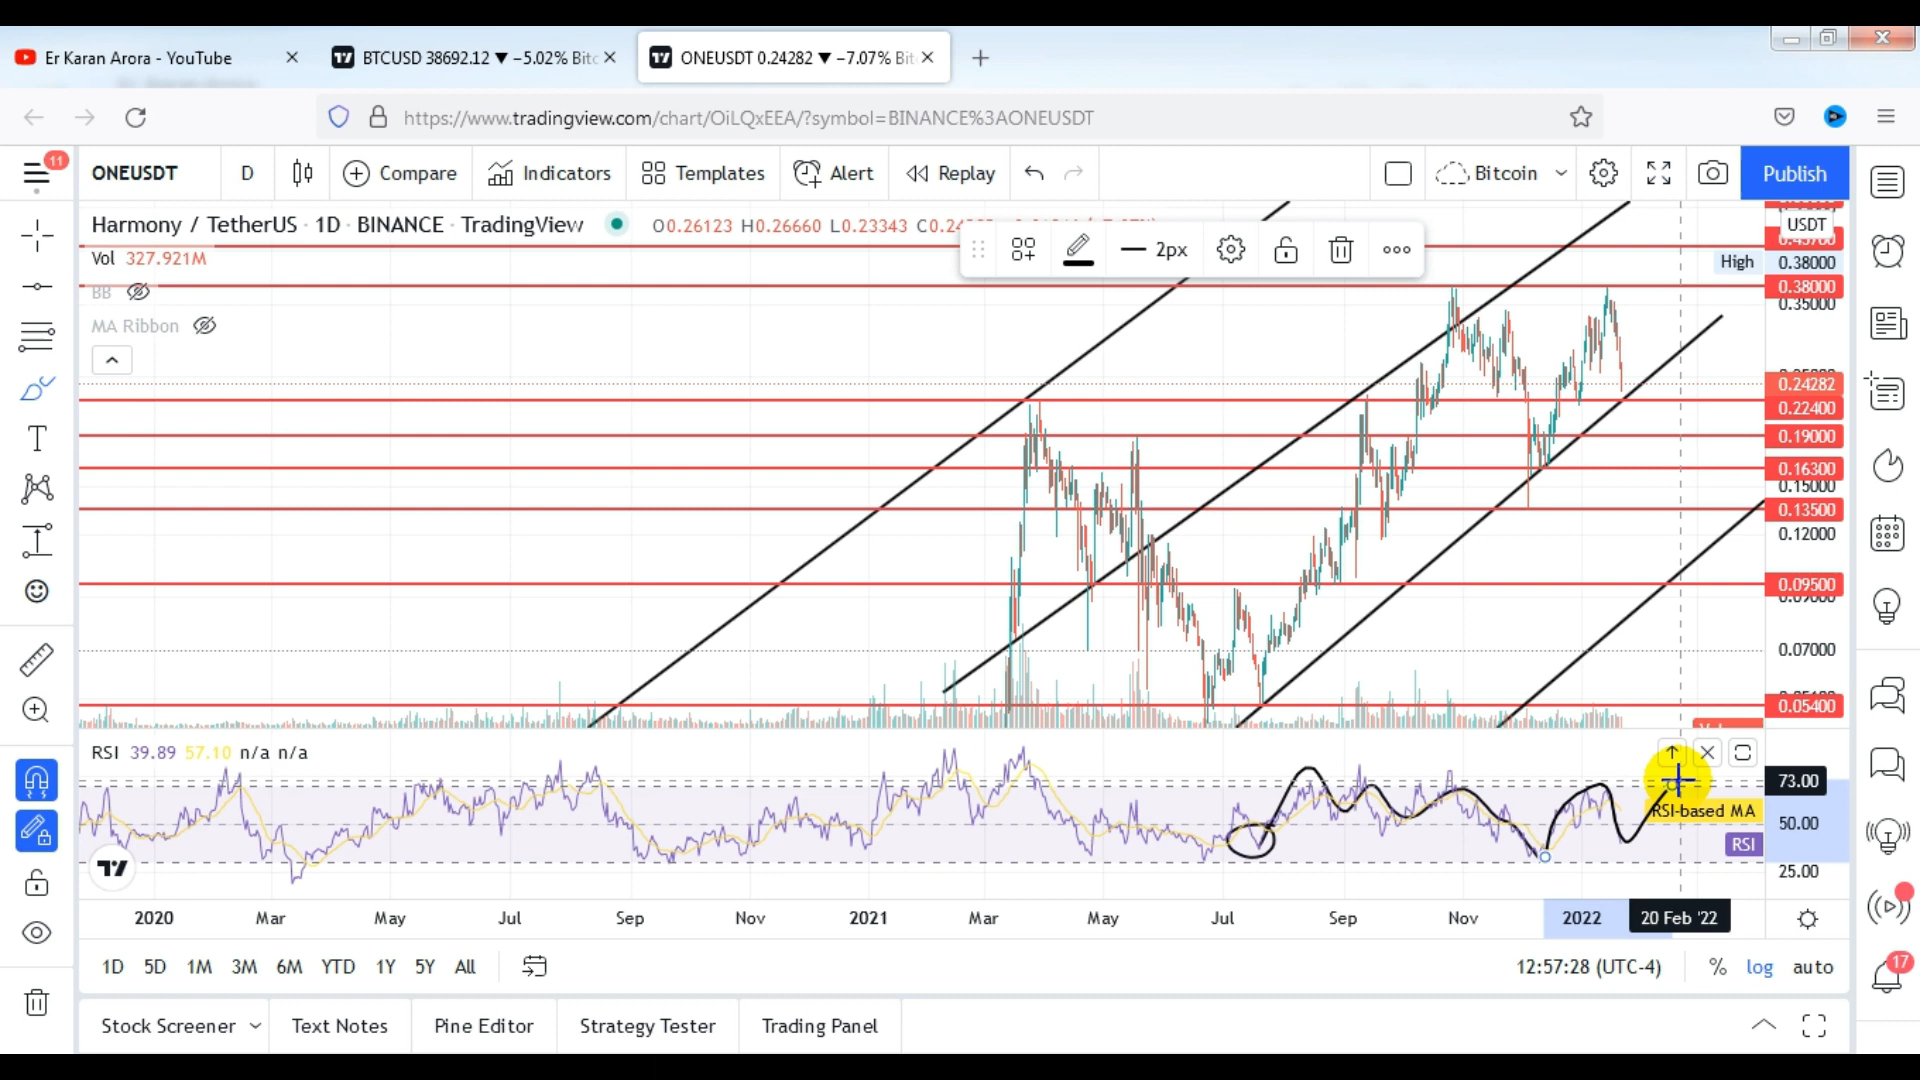 Er Karan Arora - YouTube
BTCUSD 38692.12 ▼ −5.02% Bitc
ONEUSDT 0.24282 ▼ −7.07% Bit
https://www.tradingview.com/chart/OiLQxEEA/?symbol=BINANCE%3AONEUSDT
11
ONEUSDT
D
Compare
Indicators
Templates
Alert
Replay
Bitcoin
Publish
Harmony / TetherUS · 1D · BINANCE · TradingView
O0.26123 H0.26660 L0.23343
USDT
Vol 327.921M
2px
High 0.38000
BB
0.38000
0.35000
MA Ribbon
0.24282
0.22400
0.19000
0.16300
0.15000
0.13500
0.12000
0.09500
0.09000
0.07000
0.05400
RSI 39.89 57.10 n/a n/a
73.00
RSI-based MA
50.00
RSI
25.00
2020 Mar May Jul Sep Nov 2021 Mar May Jul Sep Nov 2022 20 Feb '22
1D 5D 1M 3M 6M YTD 1Y 5Y All
12:57:28 (UTC-4) % log auto
17
Stock Screener Text Notes Pine Editor Strategy Tester Trading Panel